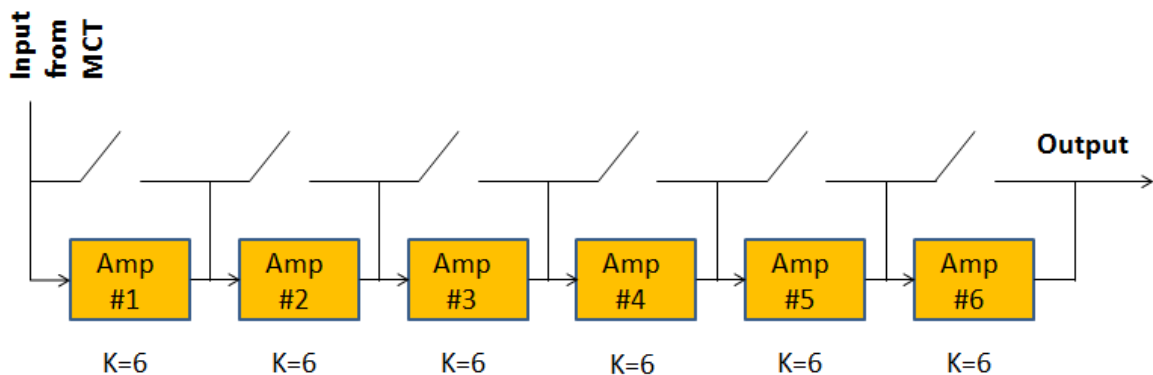 Input
from
MCT
Output
Amp
#1
Amp
#2
Amp
#3
Amp
#4
Amp
#5
Amp
#6
K=6
K=6
K=6
K=6
K=6
K=6